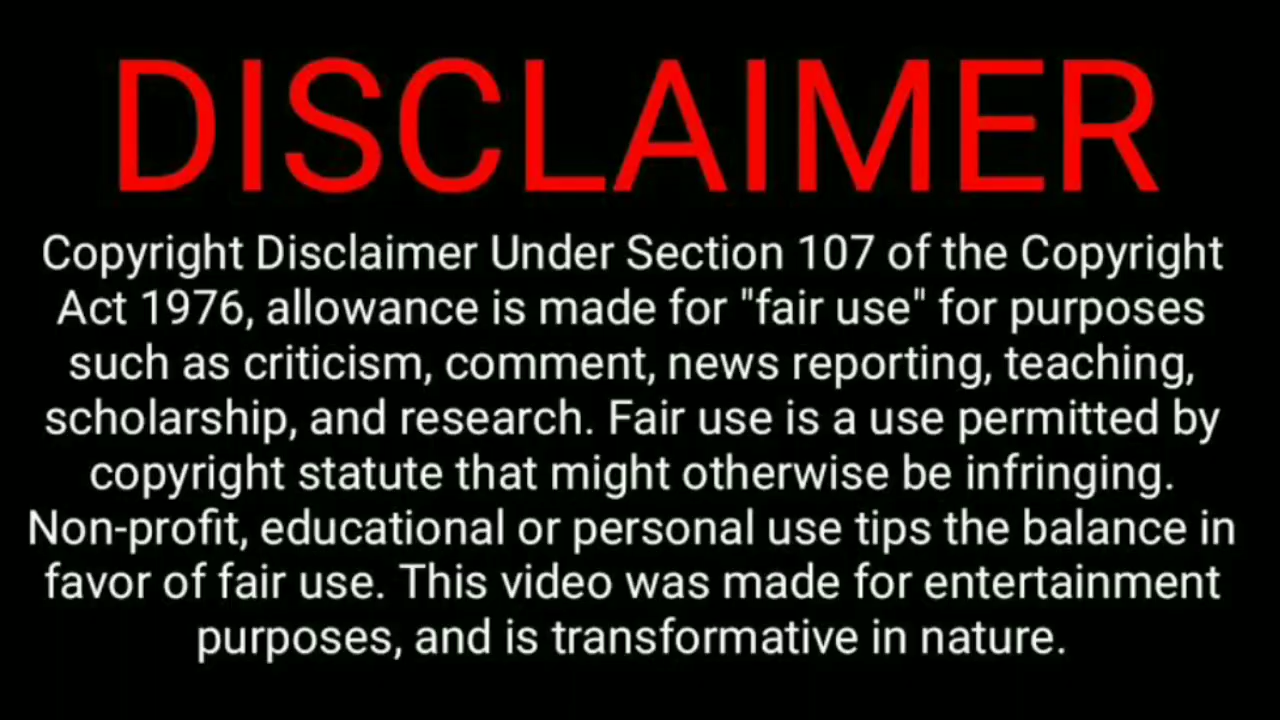 DISCLAIMER
Copyright Disclaimer Under Section 107 of the Copyright
Act 1976, allowance is made for "fair use" for purposes
such as criticism, comment, news reporting, teaching,
scholarship, and research. Fair use is a use permitted by
copyright statute that might otherwise be infringing.
Non-profit, educational or personal use tips the balance in
favor of fair use. This video was made for entertainment
purposes, and is transformative in nature.